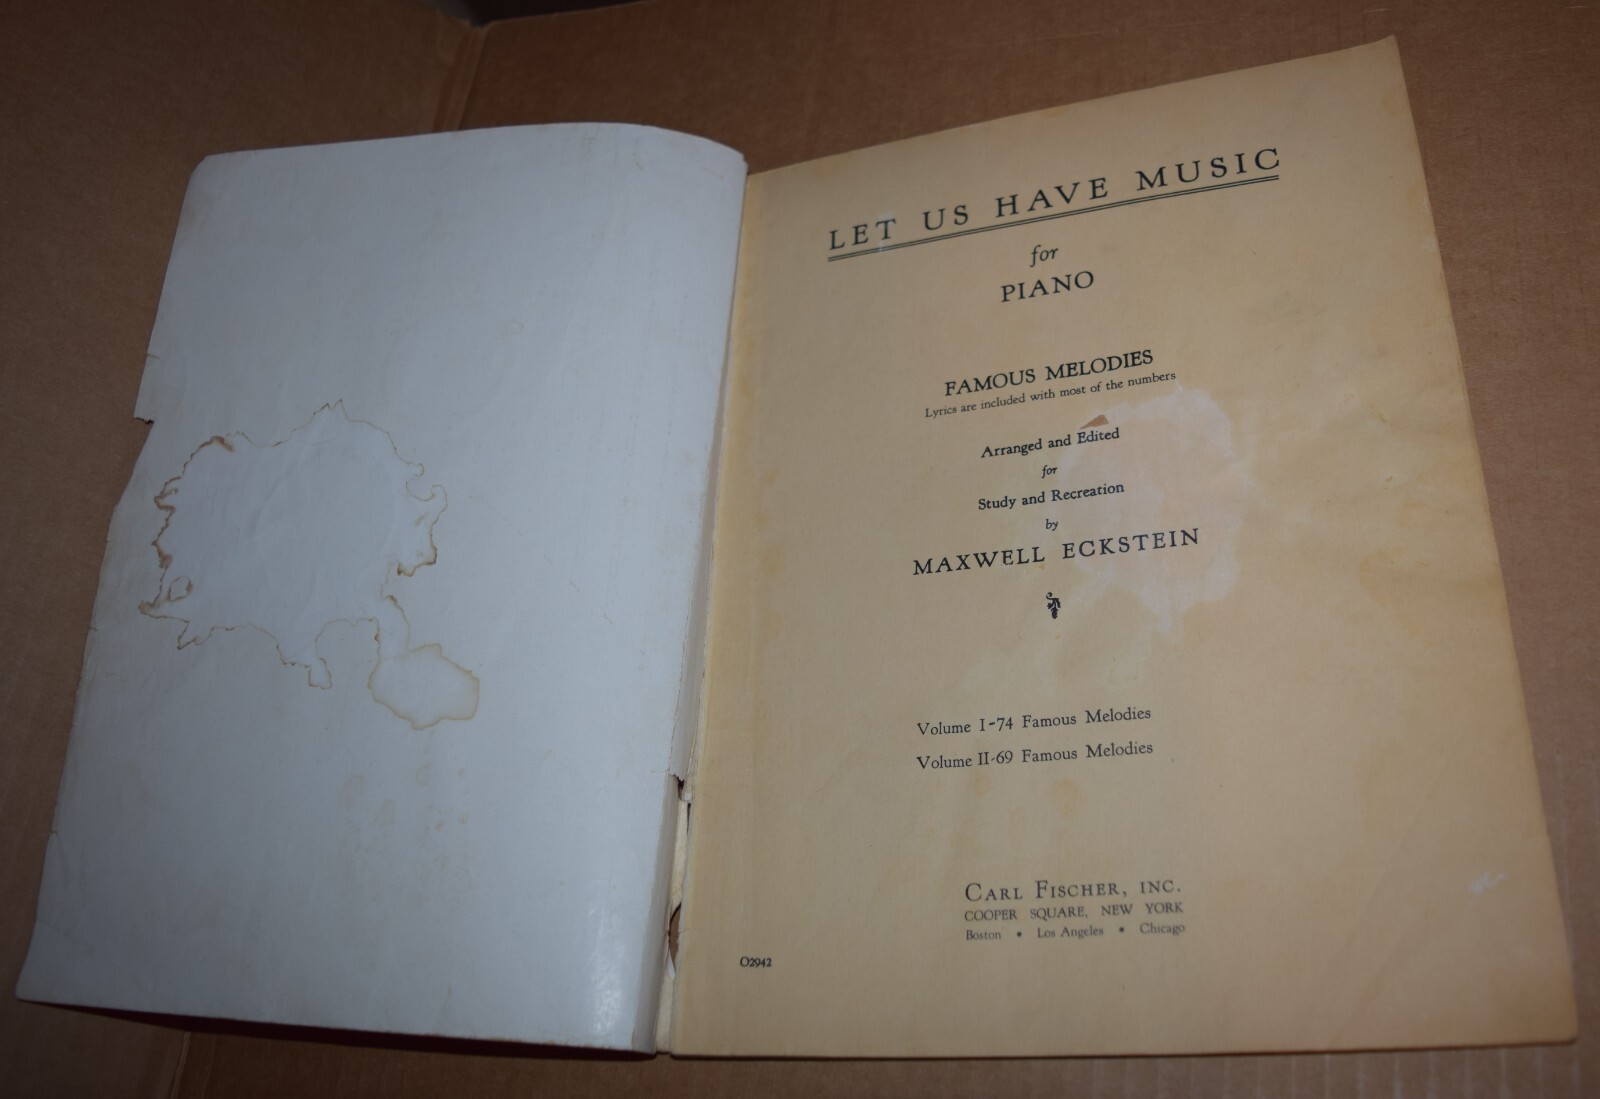 LET US HAVE MUSIC
for
PIANO
FAMOUS MELODIES
Lyrics are included with most of the numbers
Arranged and Edited
for
Study and Recreation
by
MAXWELL ECKSTEIN
Volume I-74 Famous Melodies
Volume II-69 Famous Melodies
CARL FISCHER, INC.
COOPER SQUARE, NEW YORK
Boston • Los Angeles • Chicago
O2942